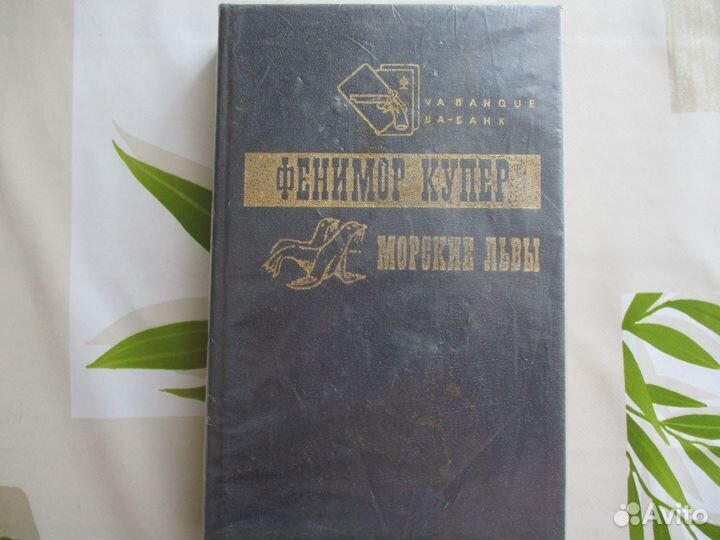 VA BANQUE
ВА-БАНК
ФЕНИМОР КУПЕР
МОРСКИЕ ЛЬВЫ
Avito